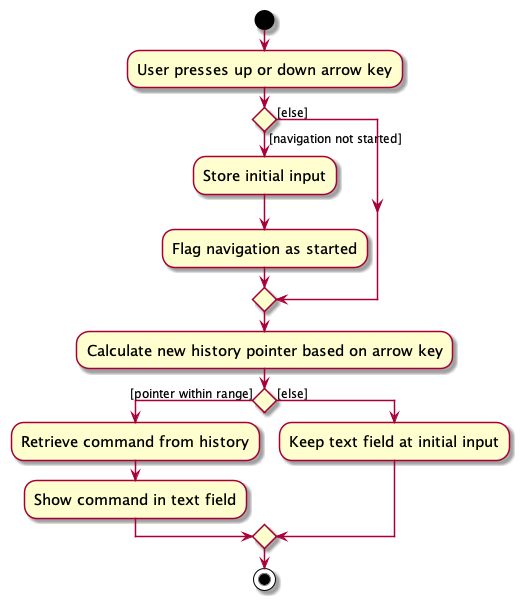 User presses up or down arrow key
[else]
[navigation not started]
Store initial input
Flag navigation as started
Calculate new history pointer based on arrow key
[pointer within range]
[else]
Retrieve command from history
Keep text field at initial input
Show command in text field